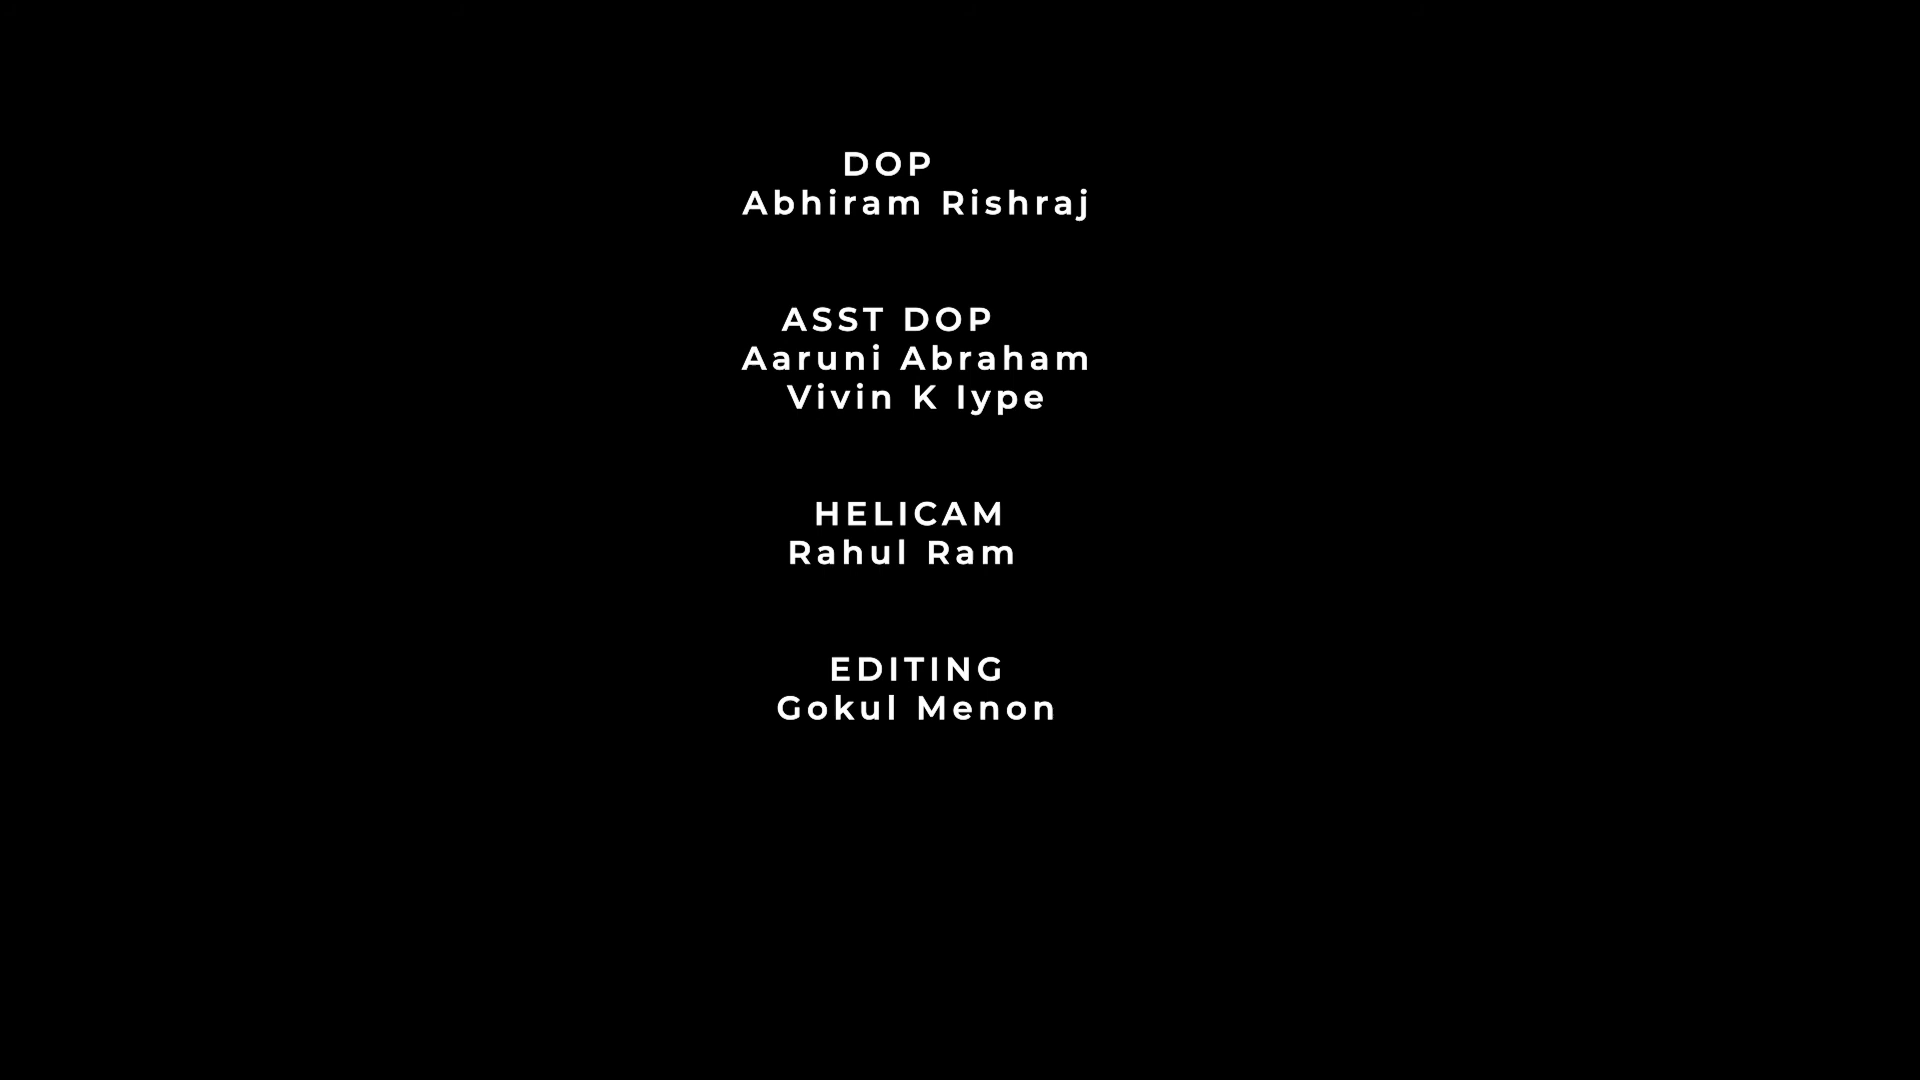 DOP
Abhiram Rishraj
ASST DOP
Aaruni Abraham
Vivin K Iype
HELICAM
Rahul Ram
EDITING
Gokul Menon